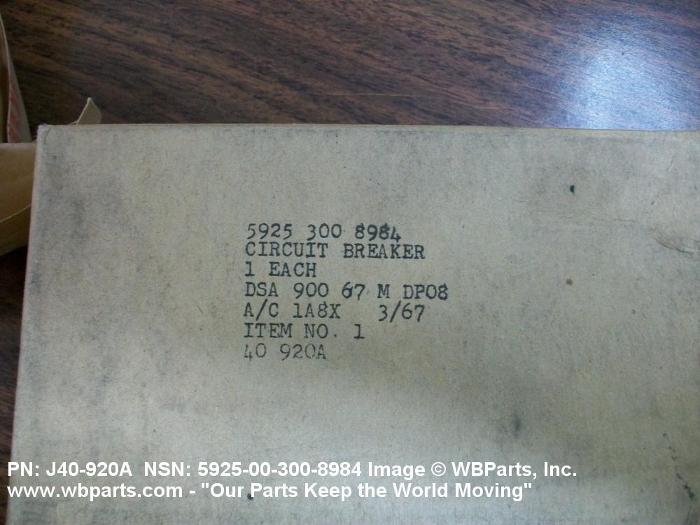 5925 300 8984
CIRCUIT BREAKER
1 EACH
DSA 900 67 M DP08
A/C 1A8X 3/67
ITEM NO. 1
40 920A
PN: J40-920A NSN: 5925-00-300-8984 Image © WBParts, Inc.
www.wbparts.com - "Our Parts Keep the World Moving"